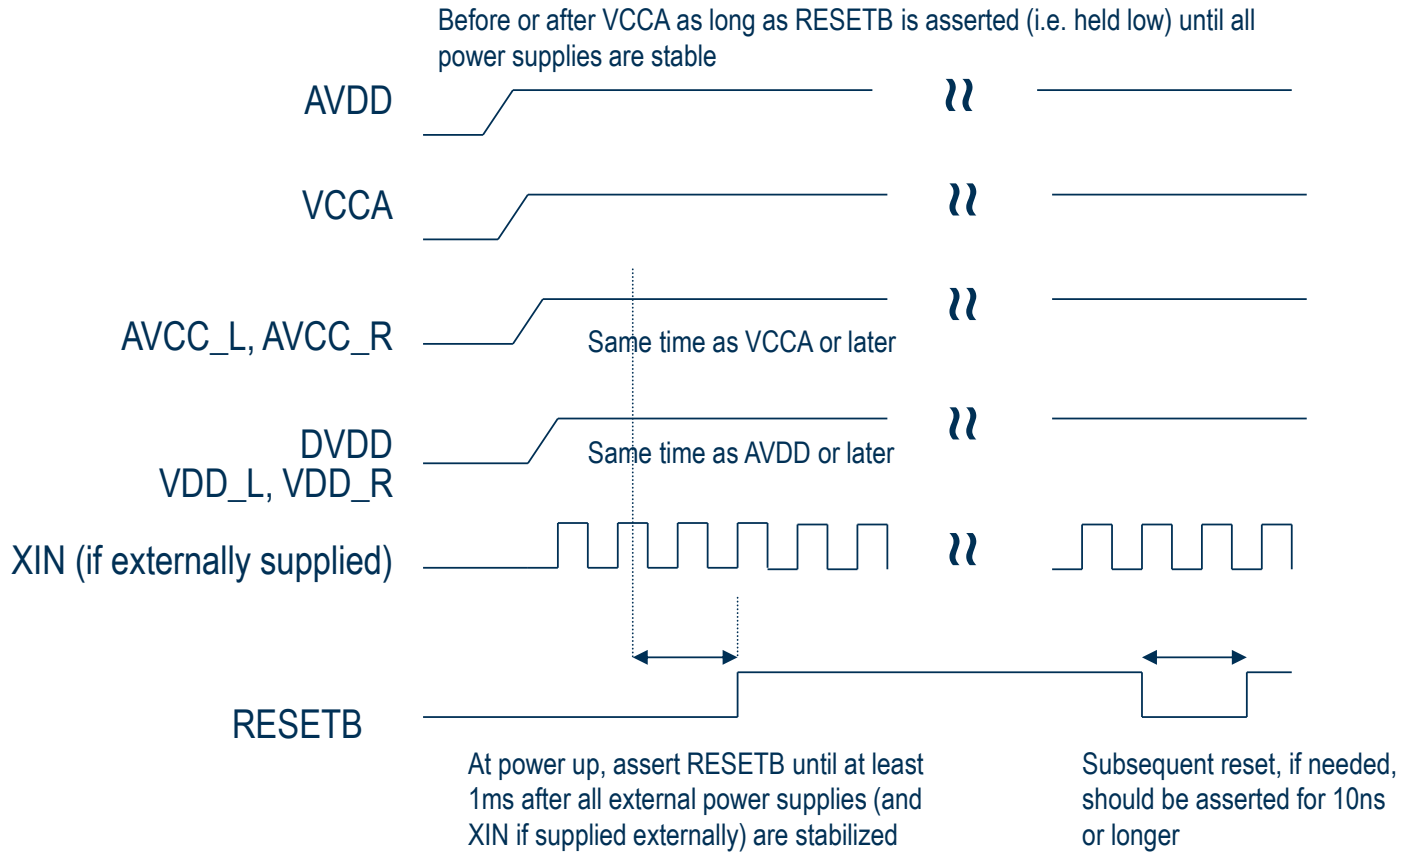 Before or after VCCA as long as RESETB is asserted (i.e. held low) until all
power supplies are stable
AVDD
VCCA
AVCC_L, AVCC_R
Same time as VCCA or later
DVDD
VDD_L, VDD_R
Same time as AVDD or later
XIN (if externally supplied)
RESETB
At power up, assert RESETB until at least
1ms after all external power supplies (and
XIN if supplied externally) are stabilized
Subsequent reset, if needed,
should be asserted for 10ns
or longer